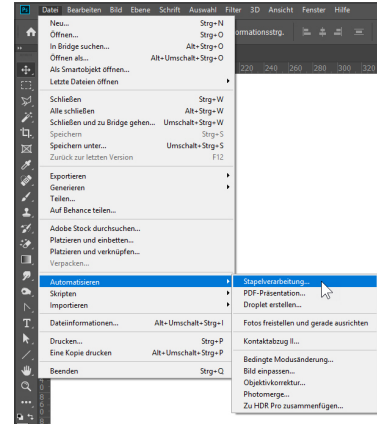 Ps Datei Bearbeiten Bild Ebene Schrift Auswahl Filter 3D Ansicht Fenster Hilfe
Neu... Strg+N
Öffnen... Strg+O
In Bridge suchen... Alt+Strg+O
Öffnen als... Alt+Umschalt+Strg+O
Als Smartobjekt öffnen...
Letzte Dateien öffnen
Schließen Strg+W
Alle schließen Alt+Strg+W
Schließen und zu Bridge gehen... Umschalt+Strg+W
Speichern Strg+S
Speichern unter... Umschalt+Strg+S
Zurück zur letzten Version F12
Exportieren
Generieren
Teilen...
Auf Behance teilen...
Adobe Stock durchsuchen...
Platzieren und einbetten...
Platzieren und verknüpfen...
Verpacken...
Automatisieren
Skripten
Importieren
Dateiinformationen... Alt+Umschalt+Strg+I
Drucken... Strg+P
Eine Kopie drucken Alt+Umschalt+Strg+P
Beenden Strg+Q
ormationsstrg.
220 240 260 280 300 320
Stapelverarbeitung...
PDF-Präsentation...
Droplet erstellen...
Fotos freistellen und gerade ausrichten
Kontaktabzug II...
Bedingte Modusänderung...
Bild einpassen...
Objektivkorrektur...
Photomerge...
Zu HDR Pro zusammenfügen...